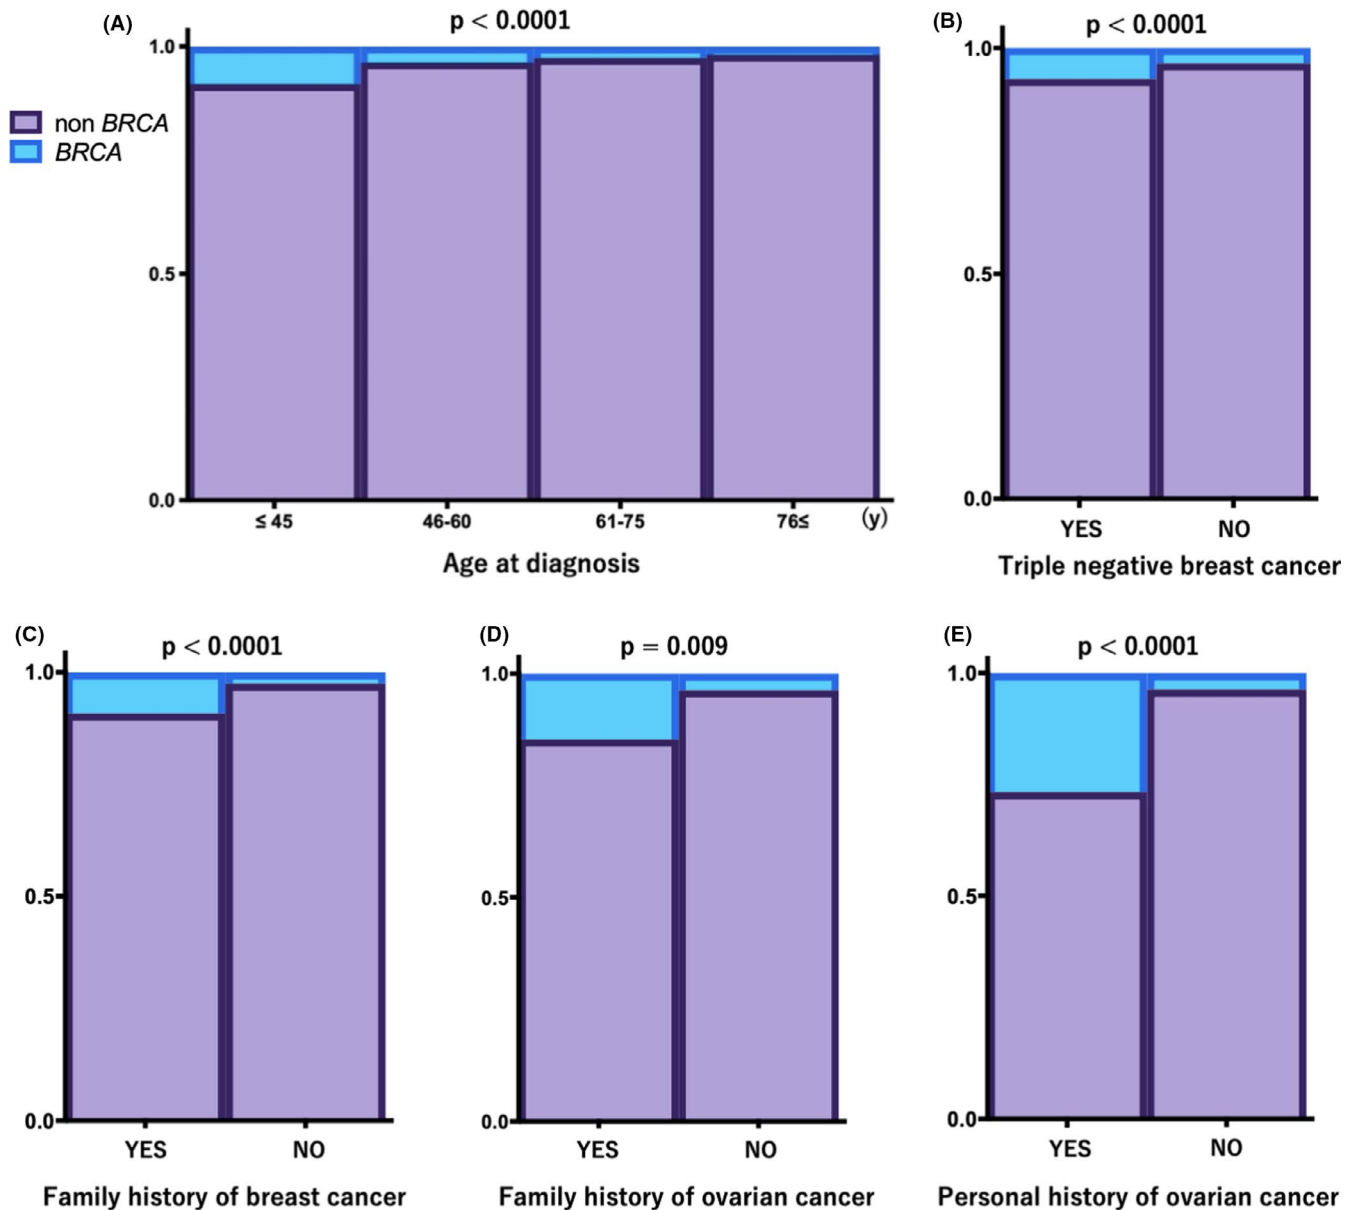 (A)
p < 0.0001
1.0
0.5
0.0
≤ 45
46-60
61-75
76≤
(y)
Age at diagnosis
non BRCA
BRCA
(B)
p < 0.0001
1.0
0.5
0.0
YES
NO
Triple negative breast cancer
(C)
p < 0.0001
1.0
0.5
0.0
YES
NO
Family history of breast cancer
(D)
p = 0.009
1.0
0.5
0.0
YES
NO
Family history of ovarian cancer
(E)
p < 0.0001
1.0
0.5
0.0
YES
NO
Personal history of ovarian cancer